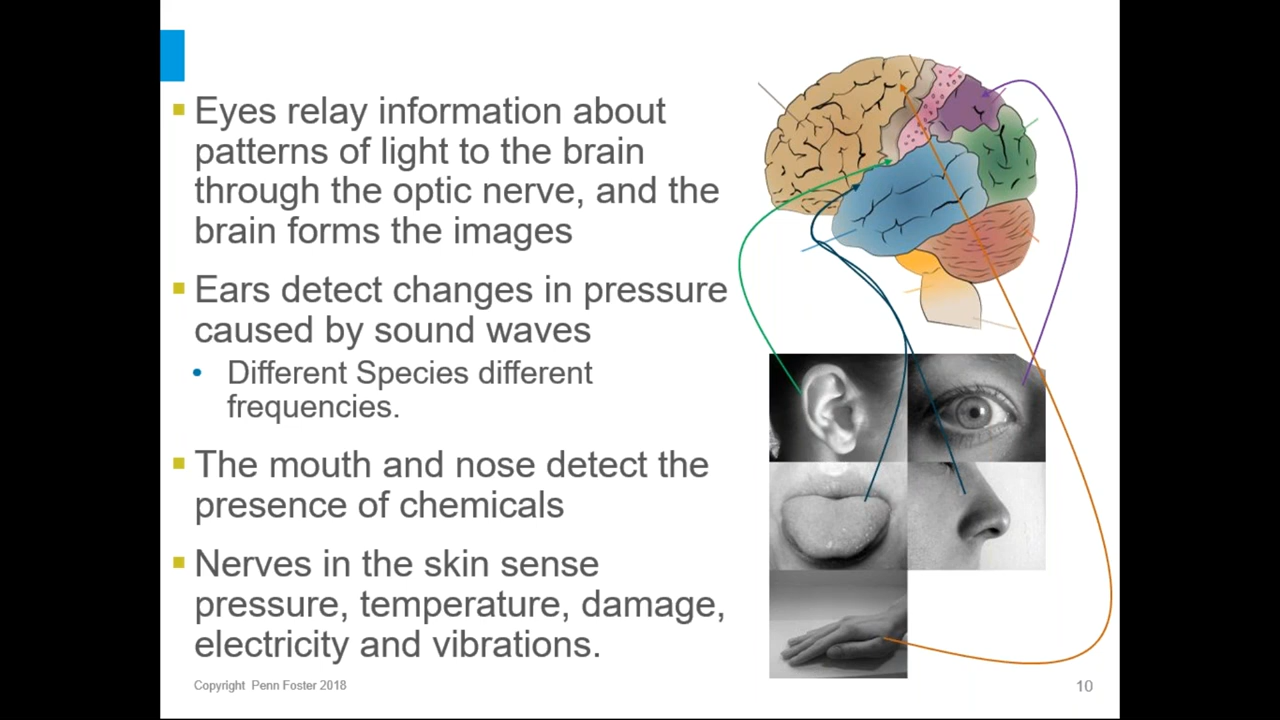 Eyes relay information about
patterns of light to the brain
through the optic nerve, and the
brain forms the images
Ears detect changes in pressure
caused by sound waves
Different Species different
frequencies.
The mouth and nose detect the
presence of chemicals
Nerves in the skin sense
pressure, temperature, damage,
electricity and vibrations.
Copyright Penn Foster 2018
10